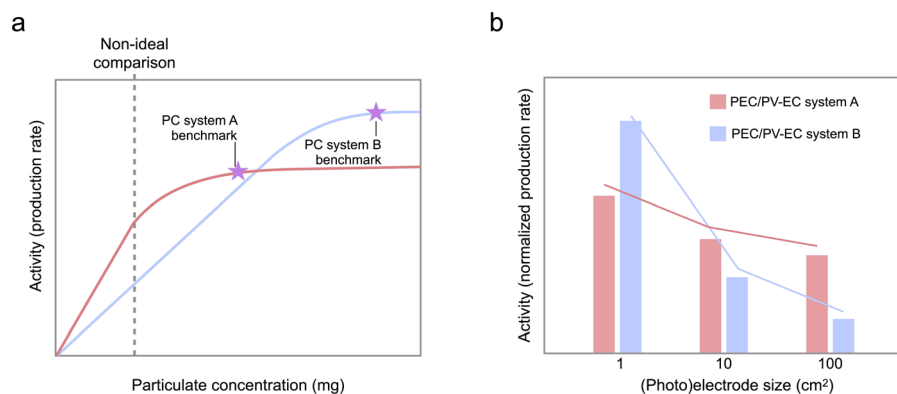 a
Non-ideal
comparison
PC system A
benchmark
PC system B
benchmark
Activity (production rate)
Particulate concentration (mg)
b
PEC/PV-EC system A
PEC/PV-EC system B
Activity (normalized production rate)
1
10
100
(Photo)electrode size (cm²)